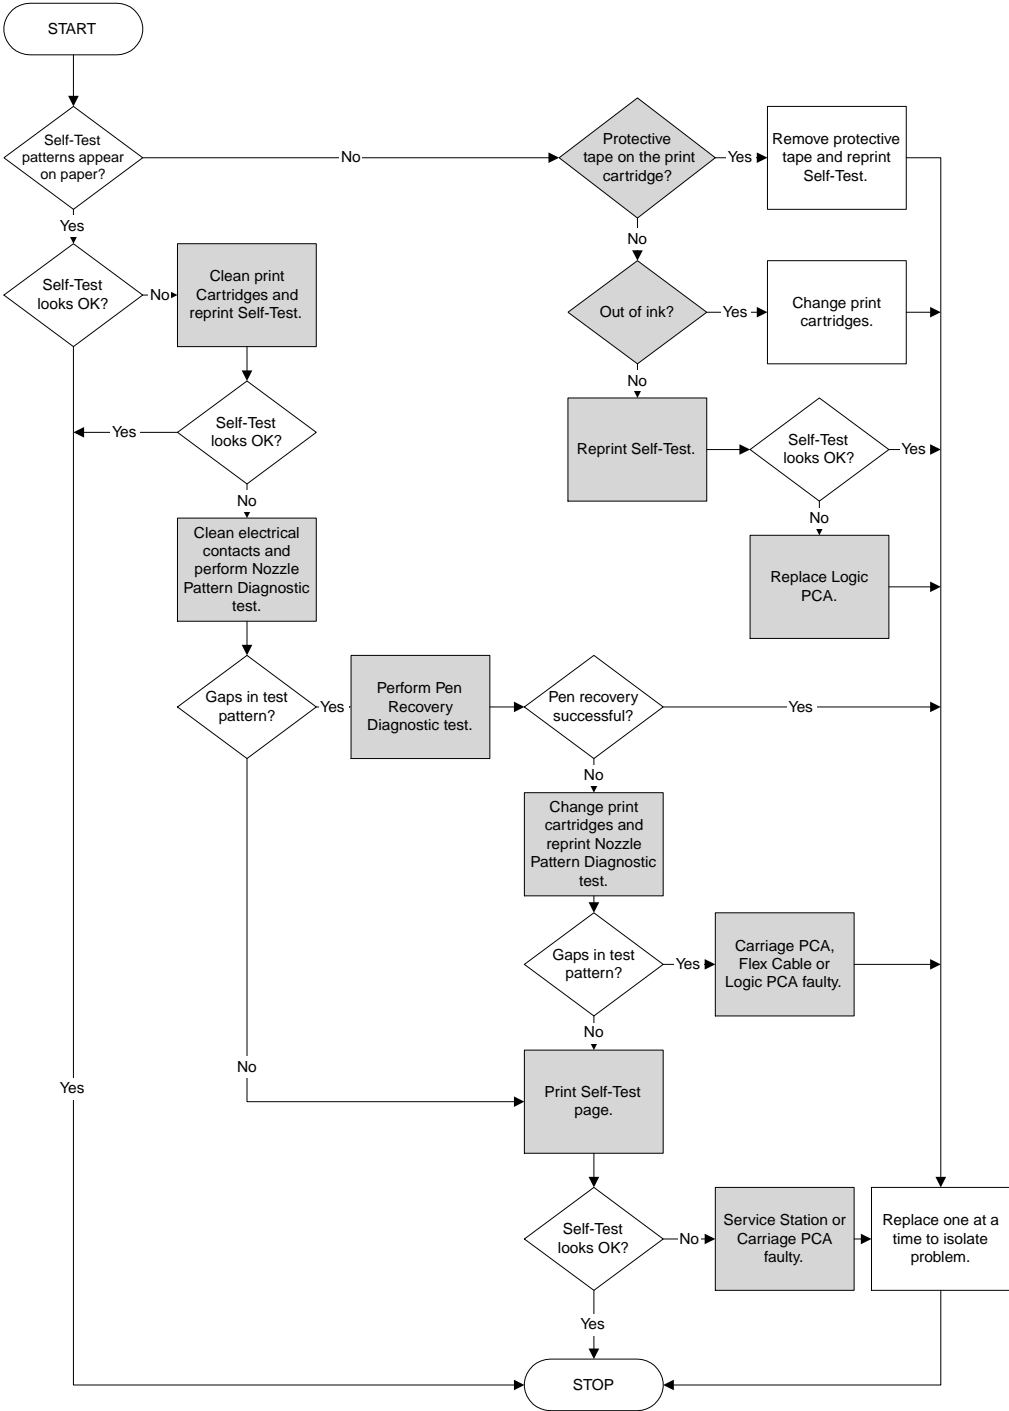 START
Self-Test
patterns appear
on paper?
No
Protective
tape on the print
cartridge?
Yes
Remove protective
tape and reprint
Self-Test.
Yes
No
Self-Test
looks OK?
No
Clean print
Cartridges and
reprint Self-Test.
Out of ink?
Yes
Change print
cartridges.
No
Self-Test
looks OK?
Yes
Reprint Self-Test.
Self-Test
looks OK?
Yes
No
No
Clean electrical
contacts and
perform Nozzle
Pattern Diagnostic
test.
Replace Logic
PCA.
Gaps in test
pattern?
Yes
Perform Pen
Recovery
Diagnostic test.
Pen recovery
successful?
Yes
No
Change print
cartridges and
reprint Nozzle
Pattern Diagnostic
test.
Gaps in test
pattern?
Yes
Carriage PCA,
Flex Cable or
Logic PCA faulty.
No
No
Yes
Print Self-Test
page.
Self-Test
looks OK?
No
Service Station or
Carriage PCA
faulty.
Replace one at a
time to isolate
problem.
Yes
STOP